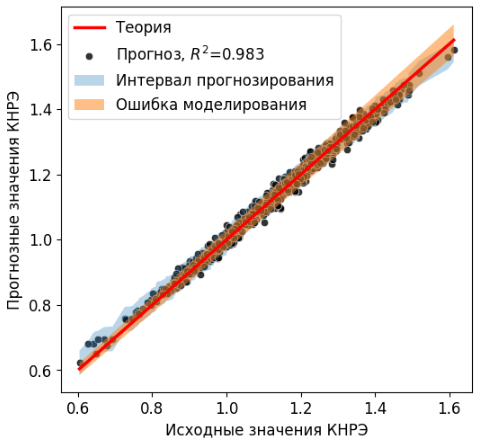 Теория
Прогноз, R²=0.983
Интервал прогнозирования
Ошибка моделирования
1.6
1.4
1.2
1.0
0.8
0.6
Прогнозные значения КНРЭ
0.6 0.8 1.0 1.2 1.4 1.6
Исходные значения КНРЭ